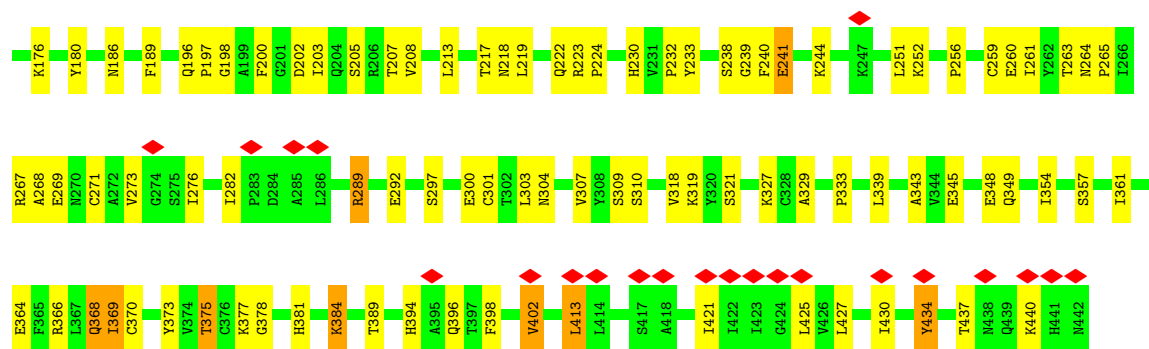 K176 Y180 N186 F189 Q196 P197 G198 A199 F200 G201 D202 I203 Q204 S205 R206 T207 V208 L213 T217 N218 L219 Q222 R223 P224 H230 V231 P232 Y233 S238 G239 F240 E241 K244 K247 L251 K252 P256 C259 E260 I261 Y262 T263 N264 P265 I266
R267 A268 E269 N270 C271 A272 V273 G274 S275 I276 I282 P283 D284 A285 L286 R289 E292 S297 E300 C301 T302 L303 N304 V307 Y308 S309 S310 V318 K319 Y320 S321 K327 C328 A329 P333 L339 A343 V344 E345 E348 Q349 I354 S357 I361
E364 F365 R366 L367 Q368 I369 C370 Y373 V374 T375 C376 K377 G378 H381 K384 T389 H394 A395 Q396 T397 F398 V402 L413 L414 S417 A418 I421 I422 I423 G424 L425 V426 L427 I430 Y434 T437 N438 Q439 K440 H441 N442